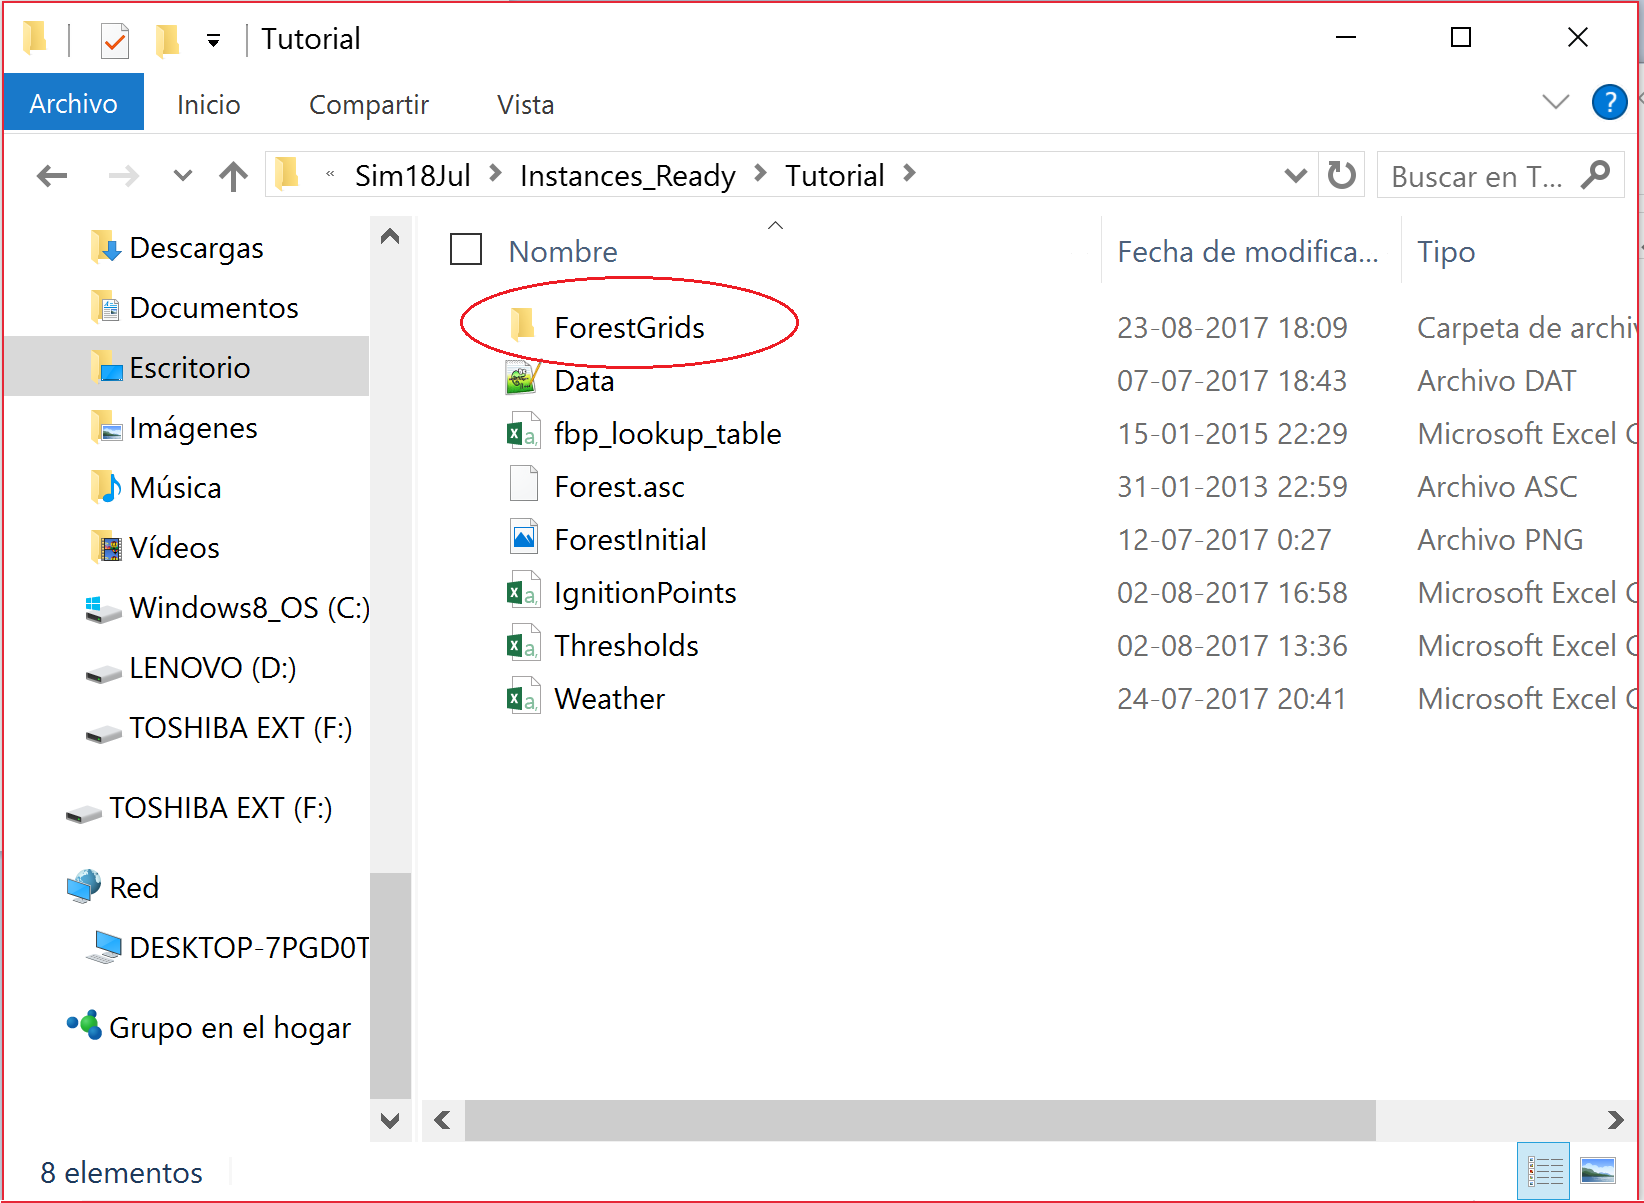 Tutorial
Archivo Inicio Compartir Vista ?
« Sim18Jul > Instances_Ready > Tutorial > Buscar en T...
Descargas
Documentos
Escritorio
Imágenes
Música
Vídeos
Windows8_OS (C:)
LENOVO (D:)
TOSHIBA EXT (F:)
TOSHIBA EXT (F:)
Red
DESKTOP-7PGD0T
Grupo en el hogar
Nombre Fecha de modifica... Tipo
ForestGrids 23-08-2017 18:09 Carpeta de archiv
Data 07-07-2017 18:43 Archivo DAT
fbp_lookup_table 15-01-2015 22:29 Microsoft Excel C
Forest.asc 31-01-2013 22:59 Archivo ASC
ForestInitial 12-07-2017 0:27 Archivo PNG
IgnitionPoints 02-08-2017 16:58 Microsoft Excel C
Thresholds 02-08-2017 13:36 Microsoft Excel C
Weather 24-07-2017 20:41 Microsoft Excel C
8 elementos